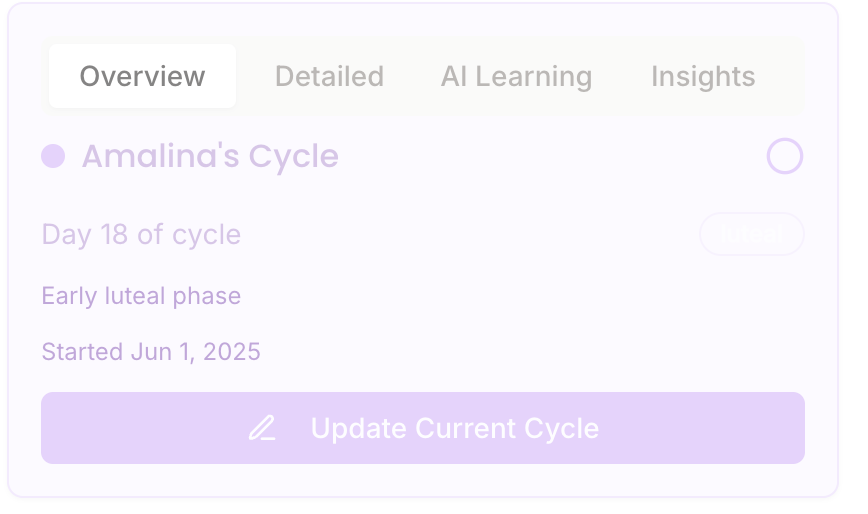 Overview Detailed AI Learning Insights
Amalina's Cycle
Day 18 of cycle luteal
Early luteal phase
Started Jun 1, 2025
Update Current Cycle